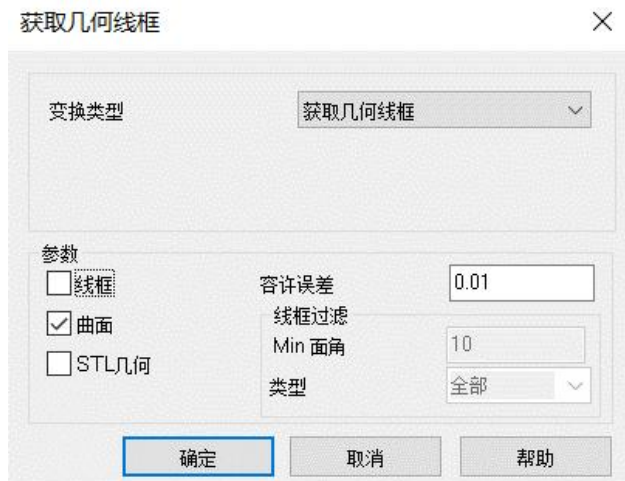 获取几何线框
变换类型
获取几何线框
参数
线框
容许误差
0.01
曲面
线框过滤
Min 面角
10
STL几何
类型
全部
确定
取消
帮助